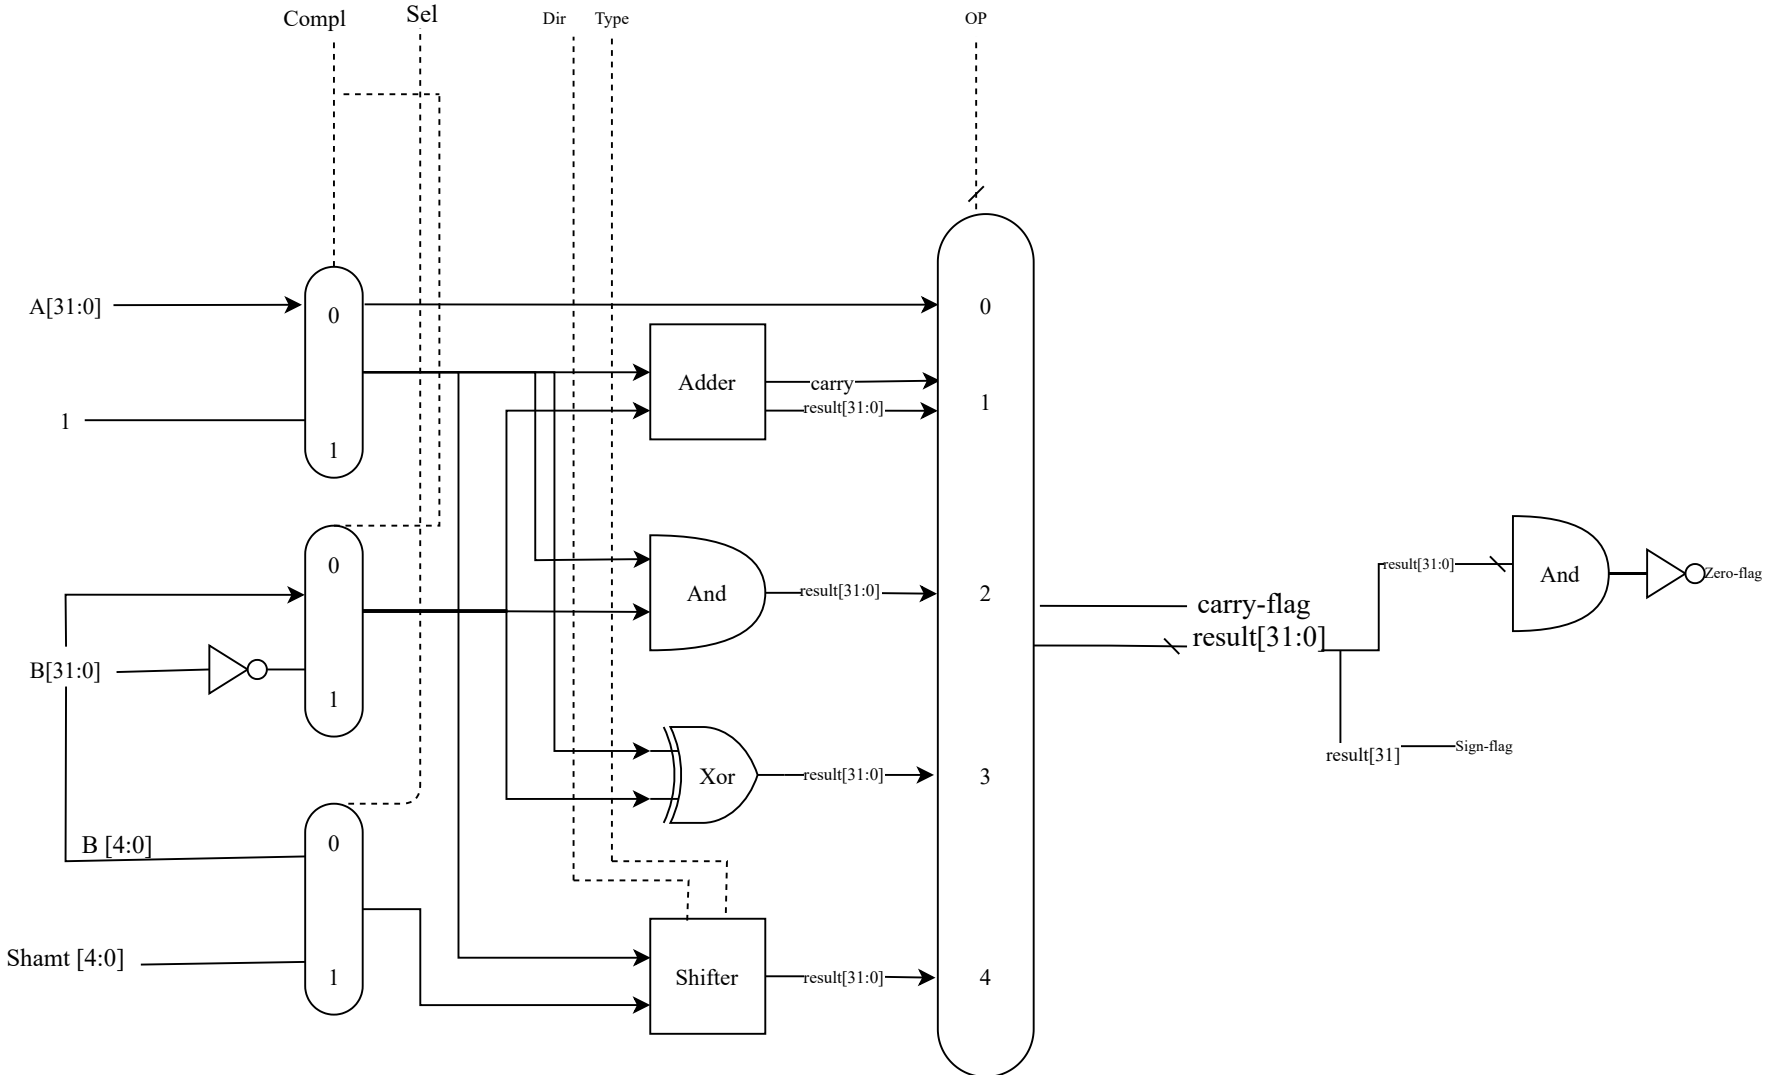 Compl
Sel
Dir
Type
OP
A[31:0]
0
0
1
1
Adder
carry
result[31:0]
1
0
B[31:0]
1
And
result[31:0]
2
carry-flag
result[31:0]
result[31:0]
And
Zero-flag
result[31]
Sign-flag
Xor
result[31:0]
3
B [4:0]
0
Shamt [4:0]
1
Shifter
result[31:0]
4